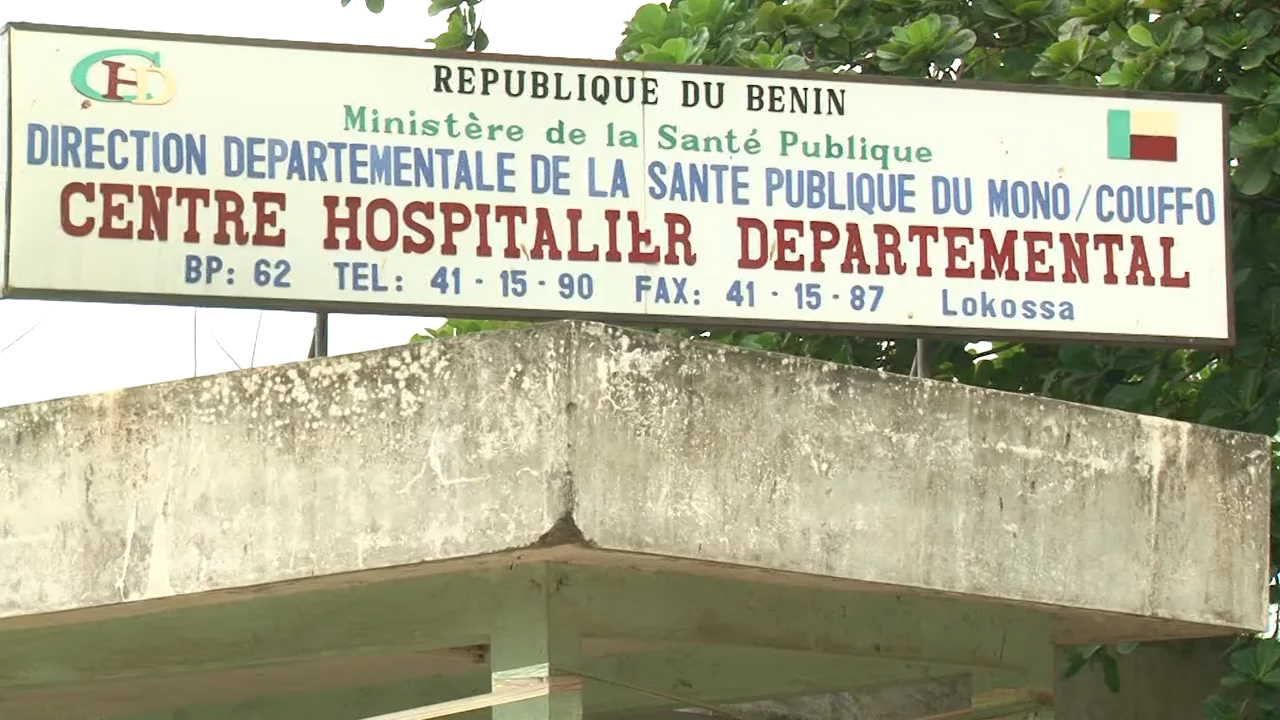 CHD
REPUBLIQUE DU BENIN
Ministère de la Santé Publique
DIRECTION DEPARTEMENTALE DE LA SANTE PUBLIQUE DU MONO/COUFFO
CENTRE HOSPITALIER DEPARTEMENTAL
BP: 62 TEL: 41 - 15 - 90 FAX: 41 - 15 - 87 Lokossa